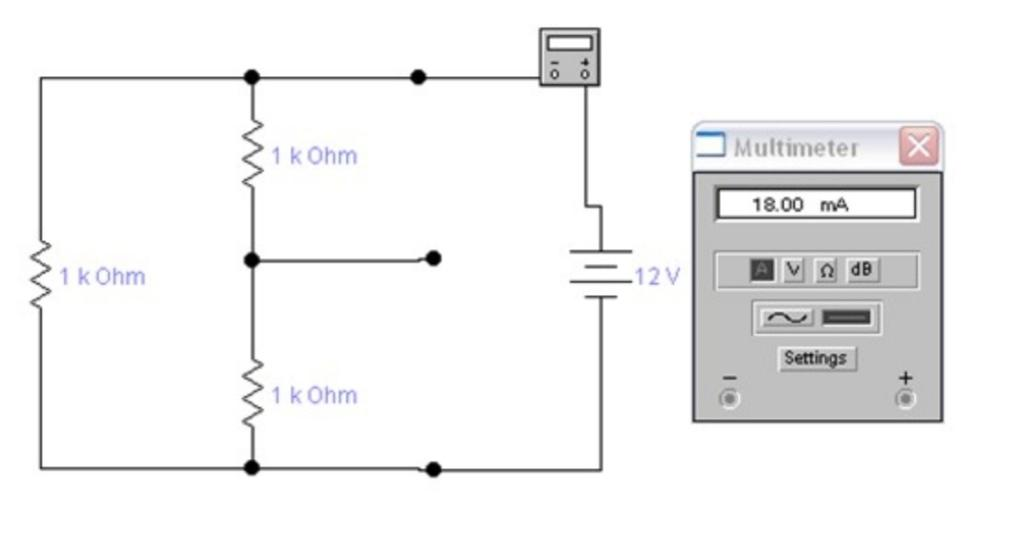 - +
1 k Ohm
1 k Ohm
1 k Ohm
12 V
Multimeter
18.00 mA
A V Ω dB
Settings
- +